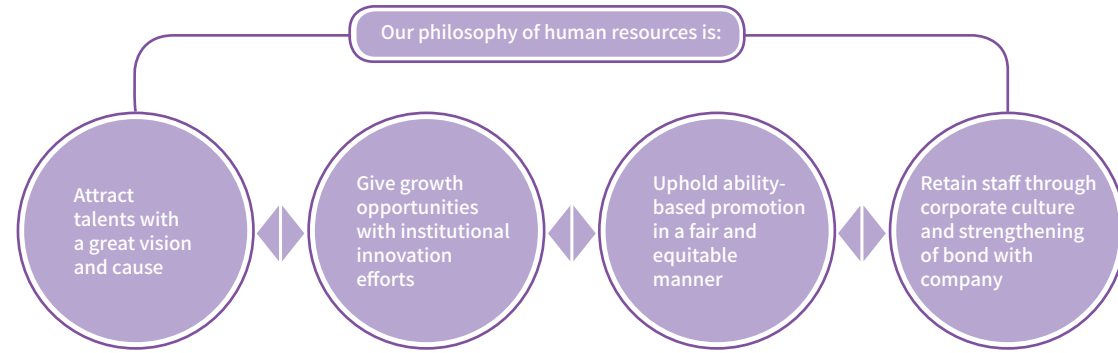 Our philosophy of human resources is:
Attract
talents with
a great vision
and cause
Give growth
opportunities
with institutional
innovation
efforts
Uphold ability-
based promotion
in a fair and
equitable
manner
Retain staff through
corporate culture
and strengthening
of bond with
company